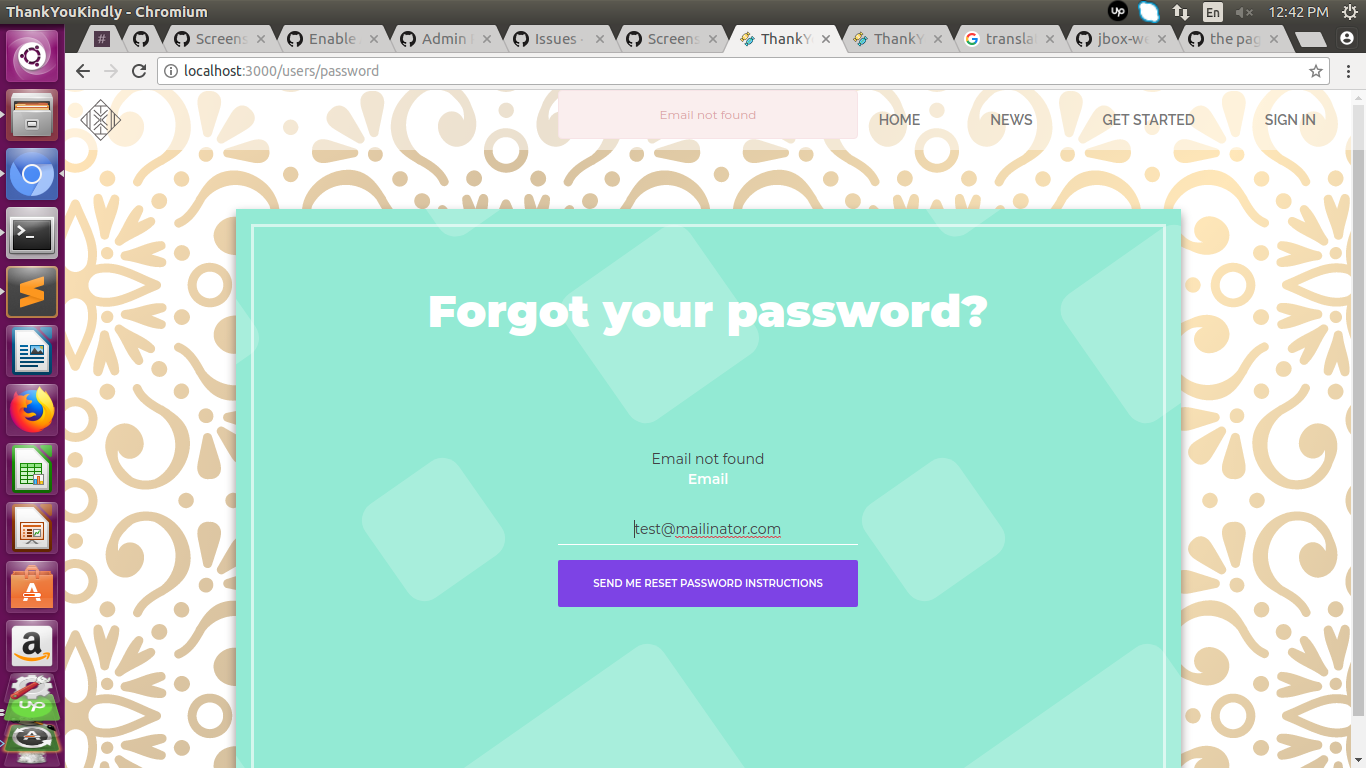 ThankYouKindly - Chromium
Up
En
12:42 PM
#
Screens
Enable
Admin
Issues
Screens
ThankY
ThankY
transla
jbox-we
the pag
localhost:3000/users/password
Email not found
HOME
NEWS
GET STARTED
SIGN IN
Forgot your password?
Email not found
Email
test@mailinator.com
SEND ME RESET PASSWORD INSTRUCTIONS